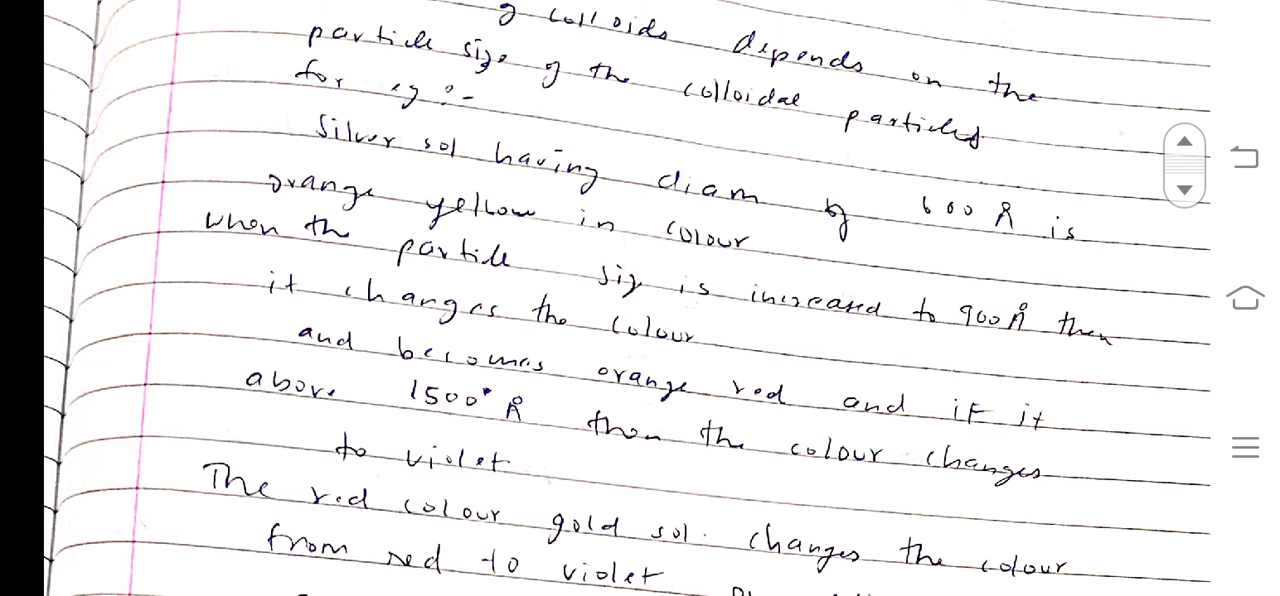 of colloids depends on the
particle size of the colloidal particles
for eg :-
Silver sol having diam of 600 Å is
orange yellow in colour
when the particle siz is increased to 900 Å then
it changes the colour
and becomes orange red and if it
above 1500° Å then the colour changes
to violet
The red colour gold sol. changes the colour
from red to violet